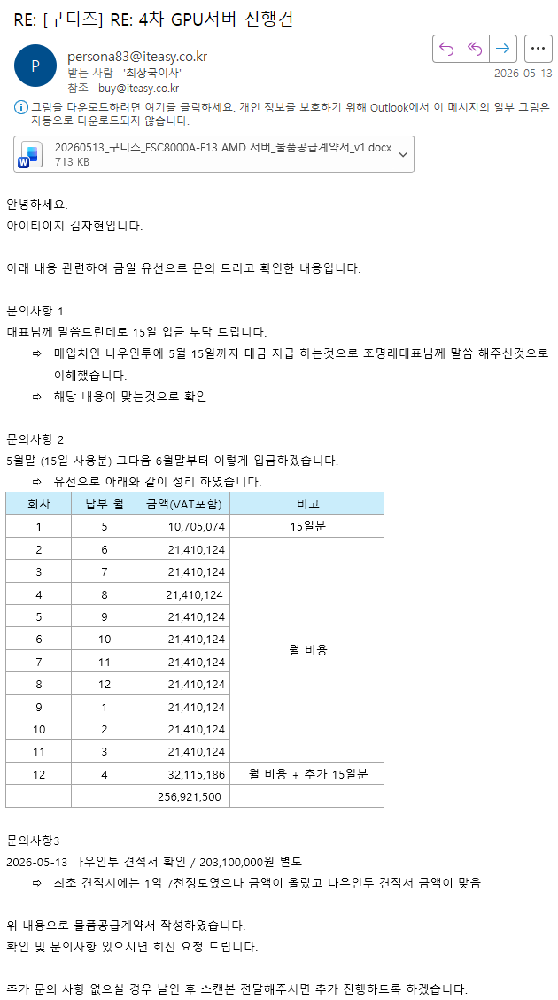 RE: [구디즈] RE: 4차 GPU서버 진행건
P
persona83@iteasy.co.kr
받는 사람 '최상국이사'
참조 buy@iteasy.co.kr
2026-05-13
그림을 다운로드하려면 여기를 클릭하세요. 개인 정보를 보호하기 위해 Outlook에서 이 메시지의 일부 그림은
자동으로 다운로드되지 않습니다.
20260513_구디즈_ESC8000A-E13 AMD 서버_물품공급계약서_v1.docx
713 KB
안녕하세요.
아이티이지 김차현입니다.
아래 내용 관련하여 금일 유선으로 문의 드리고 확인한 내용입니다.
문의사항 1
대표님께 말씀드린데로 15일 입금 부탁 드립니다.
⇨ 매입처인 나우인투에 5월 15일까지 대금 지급 하는것으로 조명래대표님께 말씀 해주신것으로
이해했습니다.
⇨ 해당 내용이 맞는것으로 확인
문의사항 2
5월말 (15일 사용분) 그다음 6월말부터 이렇게 입금하겠습니다.
⇨ 유선으로 아래와 같이 정리 하였습니다.
회차 납부 월 금액(VAT포함) 비고
1 5 10,705,074 15일분
2 6 21,410,124
3 7 21,410,124
4 8 21,410,124
5 9 21,410,124
6 10 21,410,124
7 11 21,410,124 월 비용
8 12 21,410,124
9 1 21,410,124
10 2 21,410,124
11 3 21,410,124
12 4 32,115,186 월 비용 + 추가 15일분
256,921,500
문의사항3
2026-05-13 나우인투 견적서 확인 / 203,100,000원 별도
⇨ 최초 견적시에는 1억 7천정도였으나 금액이 올랐고 나우인투 견적서 금액이 맞음
위 내용으로 물품공급계약서 작성하였습니다.
확인 및 문의사항 있으시면 회신 요청 드립니다.
추가 문의 사항 없으실 경우 날인 후 스캔본 전달해주시면 추가 진행하도록 하겠습니다.